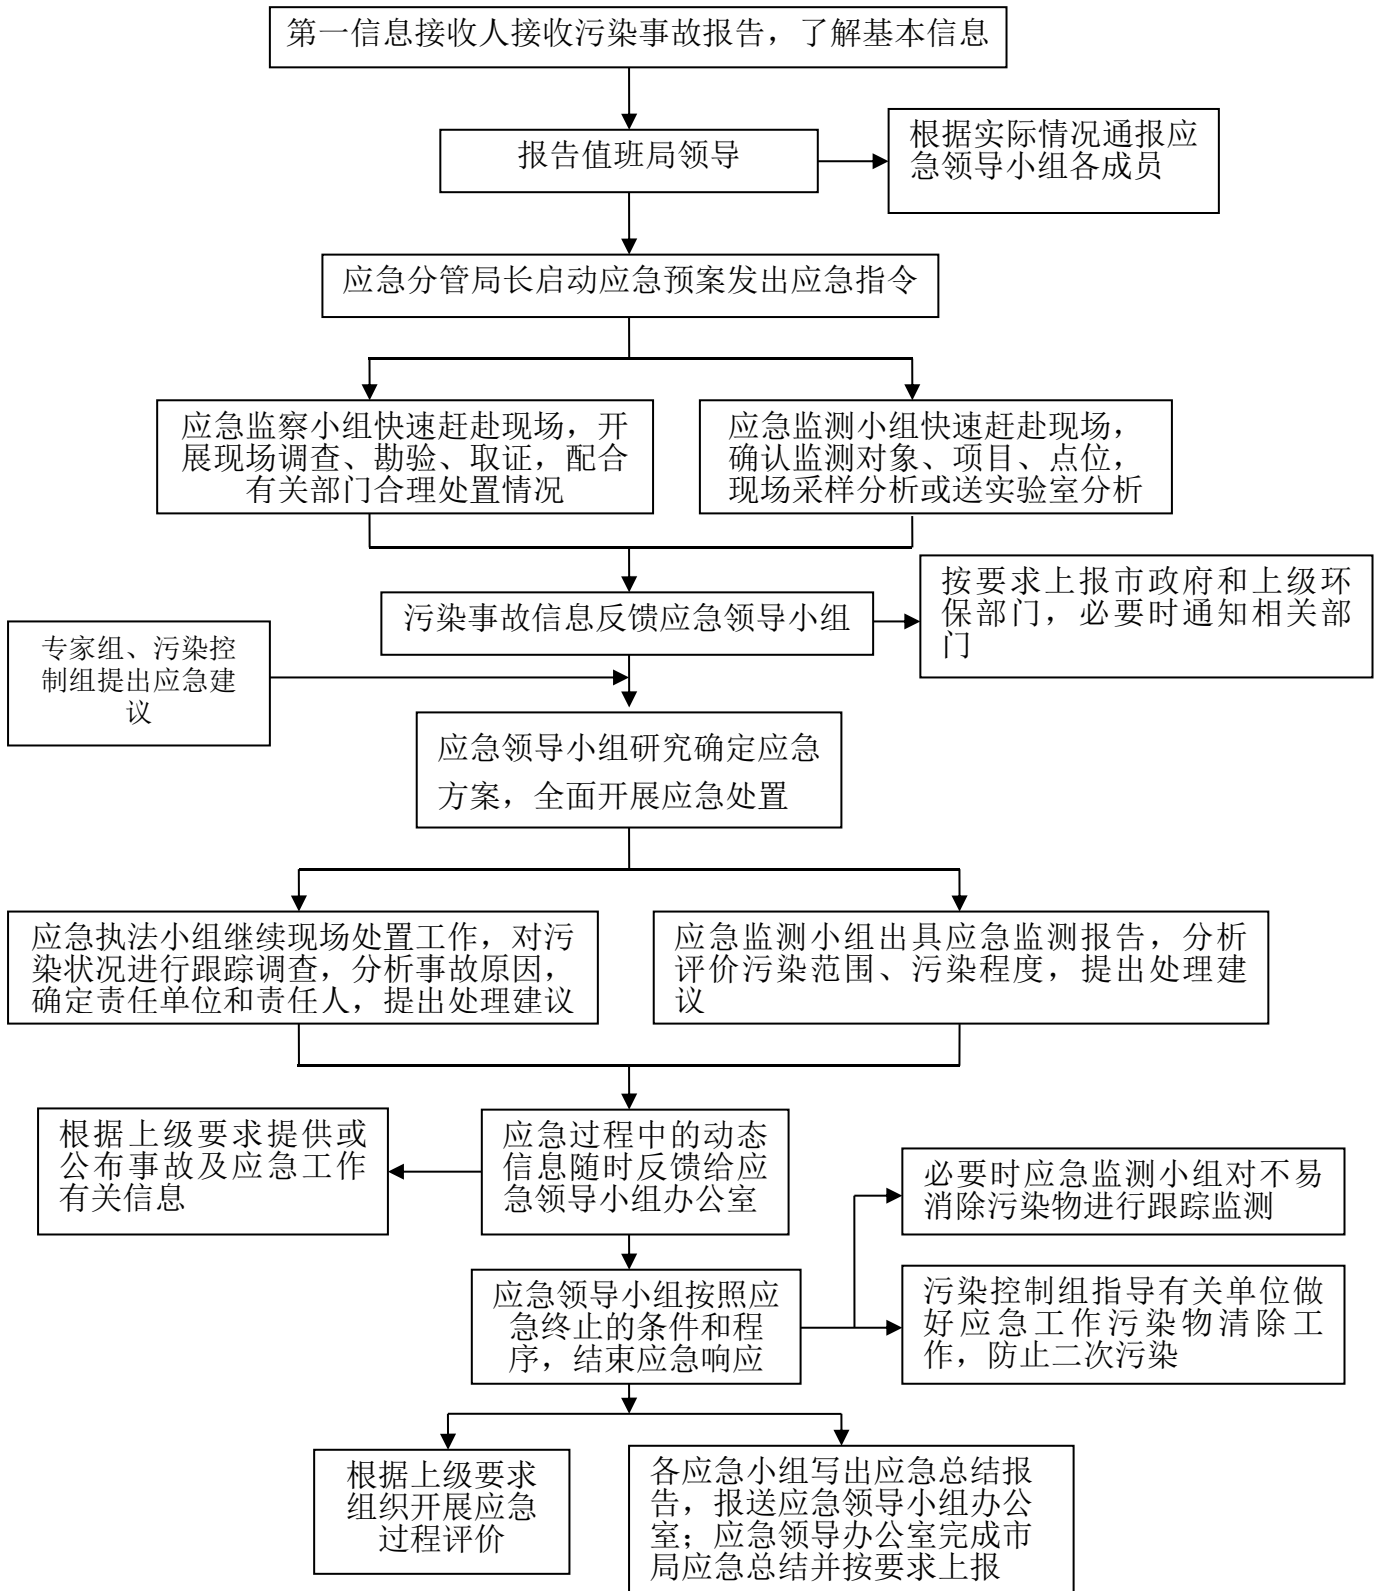 第一信息接收人接收污染事故报告，了解基本信息
报告值班局领导
根据实际情况通报应
急领导小组各成员
应急分管局长启动应急预案发出应急指令
应急监察小组快速赶赴现场，开
展现场调查、勘验、取证，配合
有关部门合理处置情况
应急监测小组快速赶赴现场，
确认监测对象、项目、点位，
现场采样分析或送实验室分析
污染事故信息反馈应急领导小组
按要求上报市政府和上级环
保部门，必要时通知相关部
门
专家组、污染控
制组提出应急建
议
应急领导小组研究确定应急
方案，全面开展应急处置
应急执法小组继续现场处置工作，对污
染状况进行跟踪调查，分析事故原因，
确定责任单位和责任人，提出处理建议
应急监测小组出具应急监测报告，分析
评价污染范围、污染程度，提出处理建
议
根据上级要求提供或
公布事故及应急工作
有关信息
应急过程中的动态
信息随时反馈给应
急领导小组办公室
必要时应急监测小组对不易
消除污染物进行跟踪监测
应急领导小组按照应
急终止的条件和程
序，结束应急响应
污染控制组指导有关单位做
好应急工作污染物清除工
作，防止二次污染
根据上级要求
组织开展应急
过程评价
各应急小组写出应急总结报
告，报送应急领导小组办公
室；应急领导办公室完成市
局应急总结并按要求上报